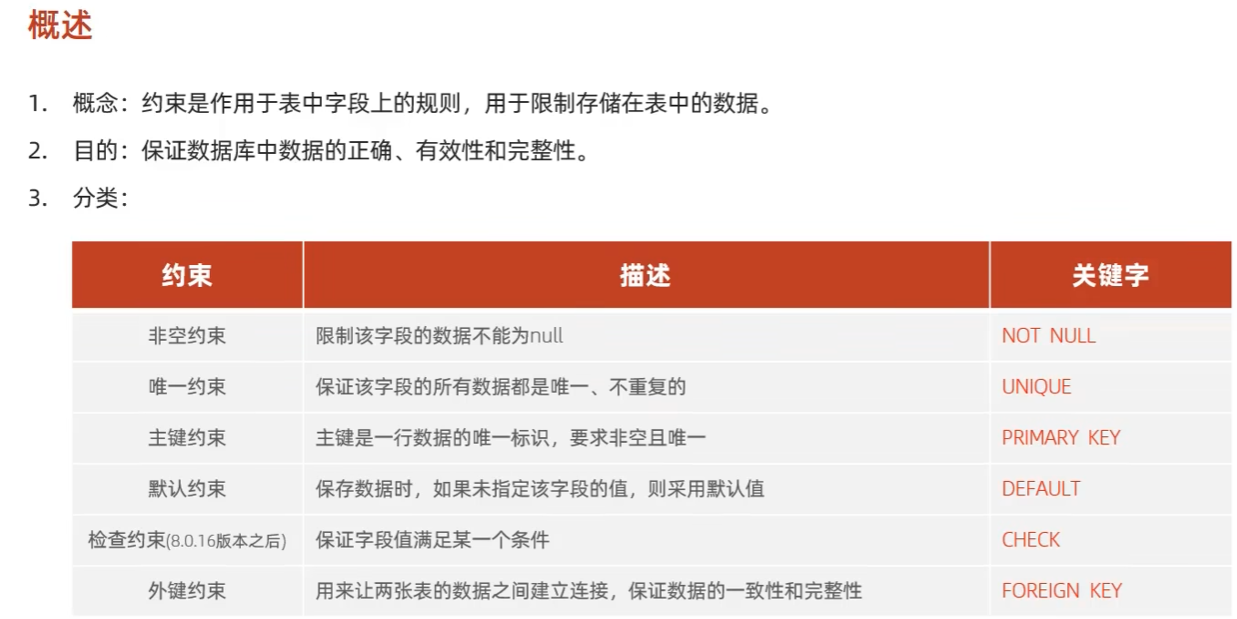 概述
1. 概念：约束是作用于表中字段上的规则，用于限制存储在表中的数据。
2. 目的：保证数据库中数据的正确、有效性和完整性。
3. 分类：
约束 描述 关键字
非空约束 限制该字段的数据不能为null NOT NULL
唯一约束 保证该字段的所有数据都是唯一、不重复的 UNIQUE
主键约束 主键是一行数据的唯一标识，要求非空且唯一 PRIMARY KEY
默认约束 保存数据时，如果未指定该字段的值，则采用默认值 DEFAULT
检查约束(8.0.16版本之后) 保证字段值满足某一个条件 CHECK
外键约束 用来让两张表的数据之间建立连接，保证数据的一致性和完整性 FOREIGN KEY